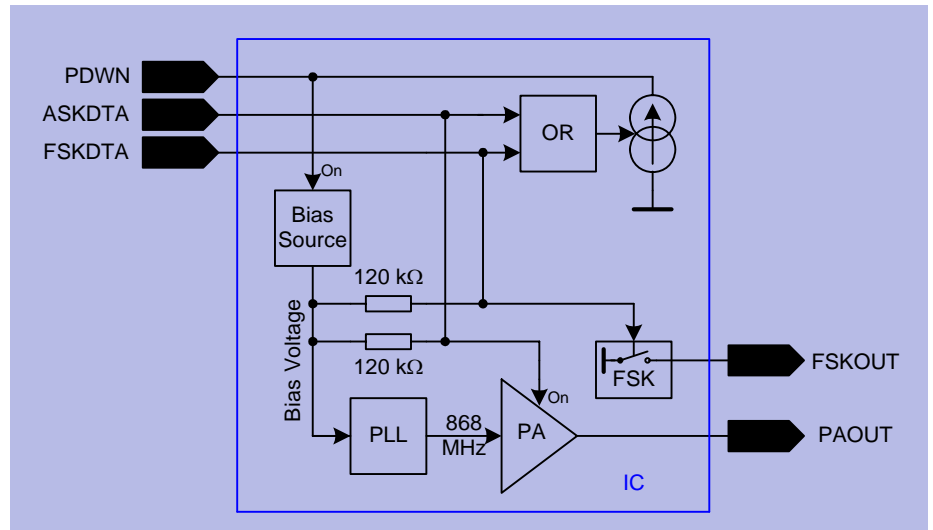 PDWN
ASKDTA
FSKDTA
OR
On
Bias
Source
120 kΩ
120 kΩ
Bias Voltage
FSK
FSKOUT
On
PLL
868
MHz
PA
PAOUT
IC